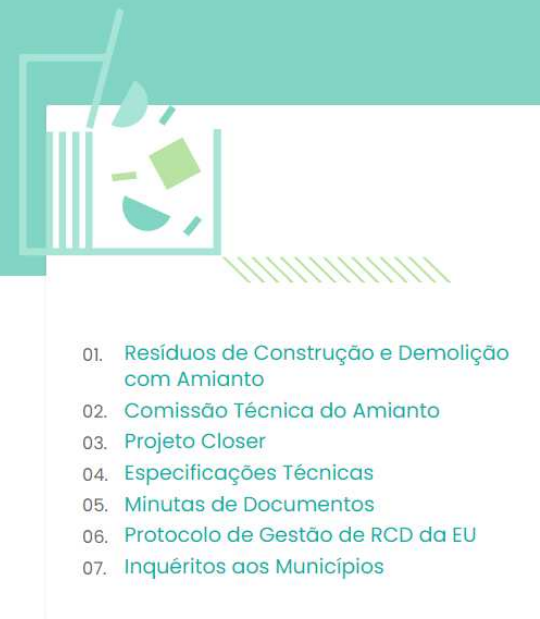 01. Resíduos de Construção e Demolição
com Amianto
02. Comissão Técnica do Amianto
03. Projeto Closer
04. Especificações Técnicas
05. Minutas de Documentos
06. Protocolo de Gestão de RCD da EU
07. Inquéritos aos Municípios